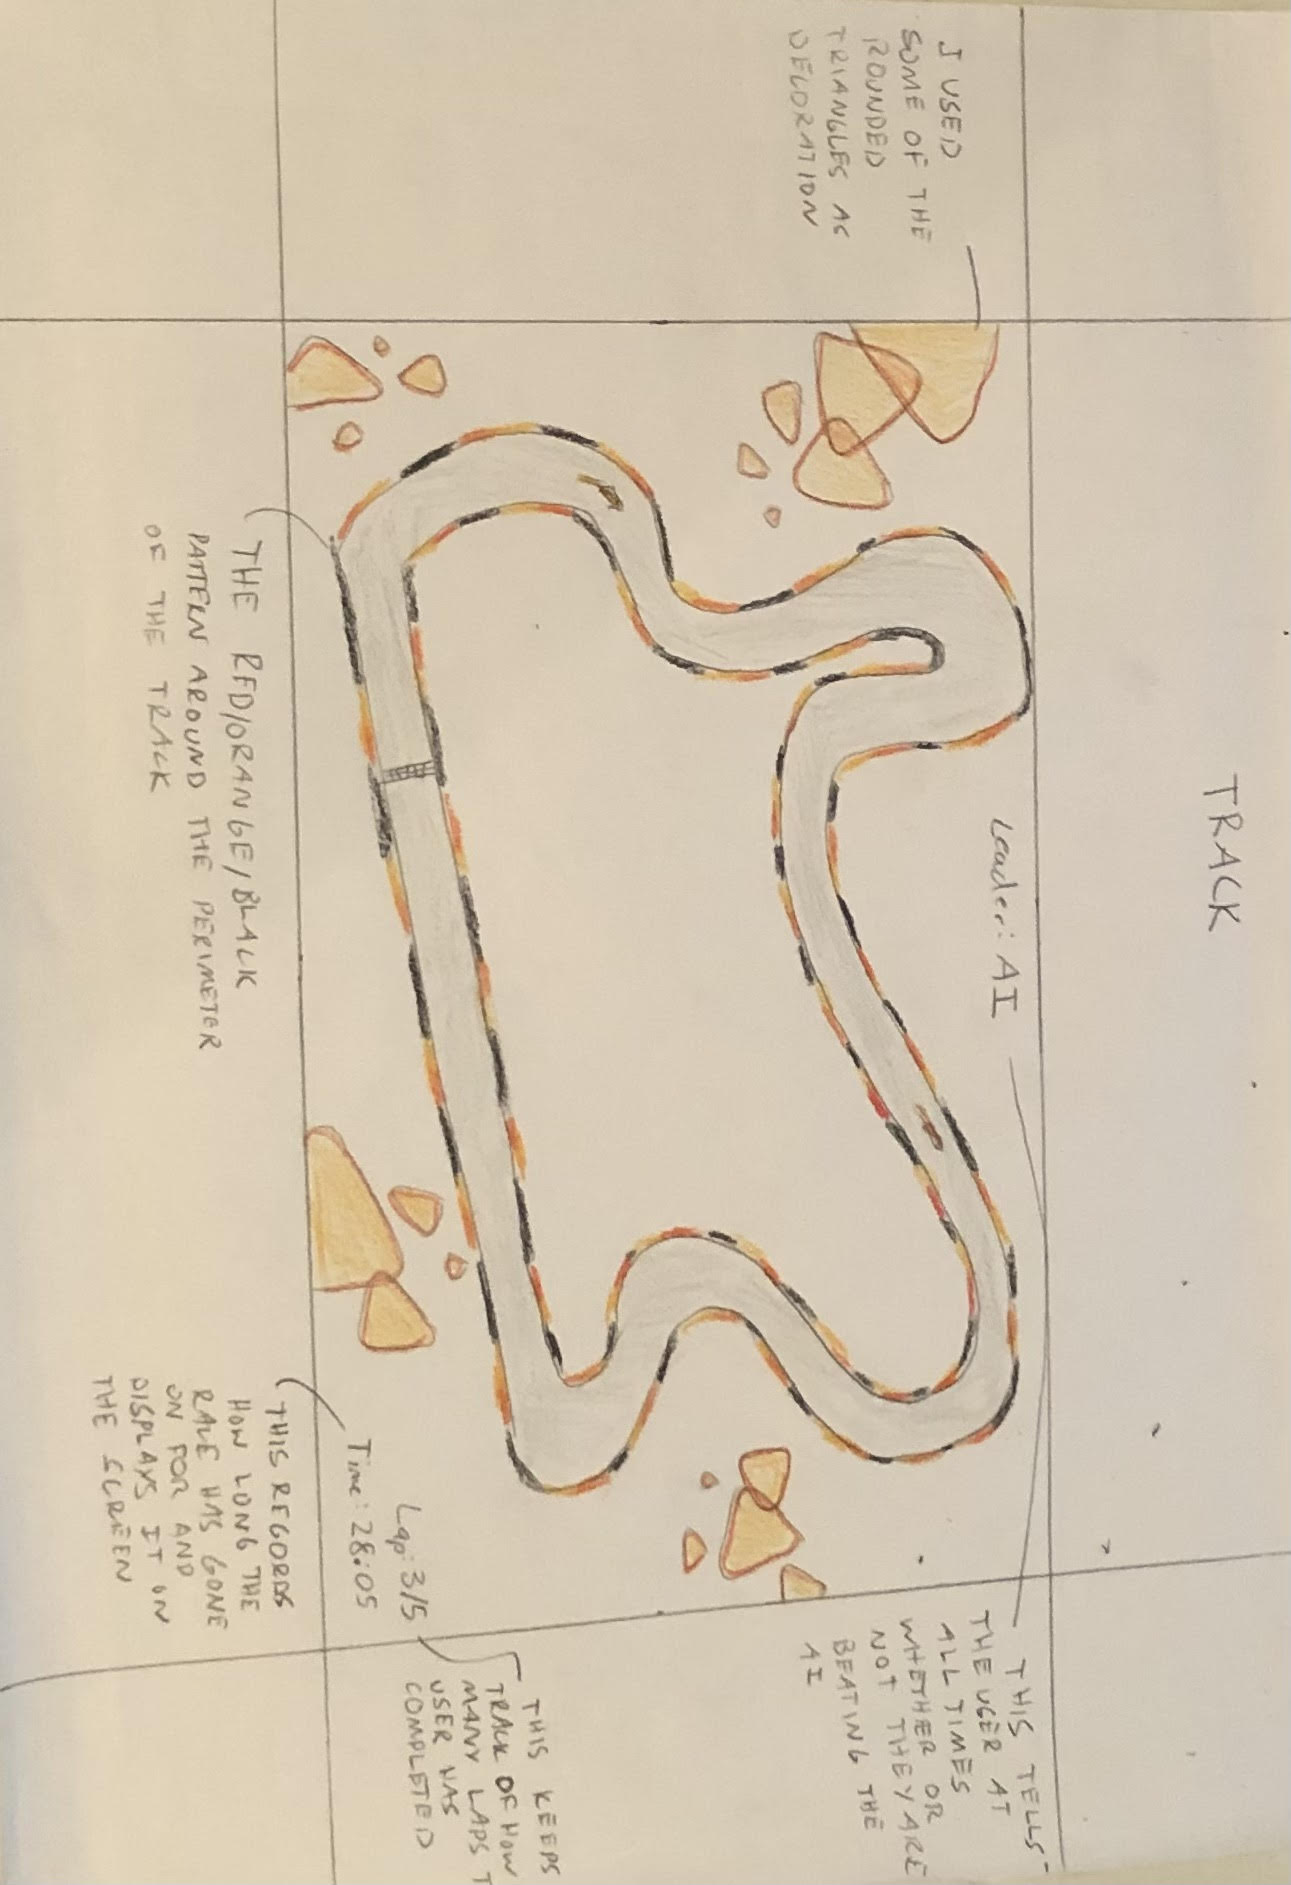 TRACK
Leader: AI
I USED
SOME OF THE
ROUNDED
TRIANGLES AS
DECORATION
THIS TELLS
THE USER AT
ALL TIMES
WHETHER OR
NOT THEY ARE
BEATING THE
AI
THIS KEEPS
TRACK OF HOW
MANY LAPS T
USER HAS
COMPLETED
Lap: 3/5
Time: 28:05
THE RED/ORANGE/BLACK
PATTERN AROUND THE PERIMETER
OF THE TRACK
THIS RECORDS
HOW LONG THE
RACE HAS GONE
ON FOR AND
DISPLAYS IT ON
THE SCREEN